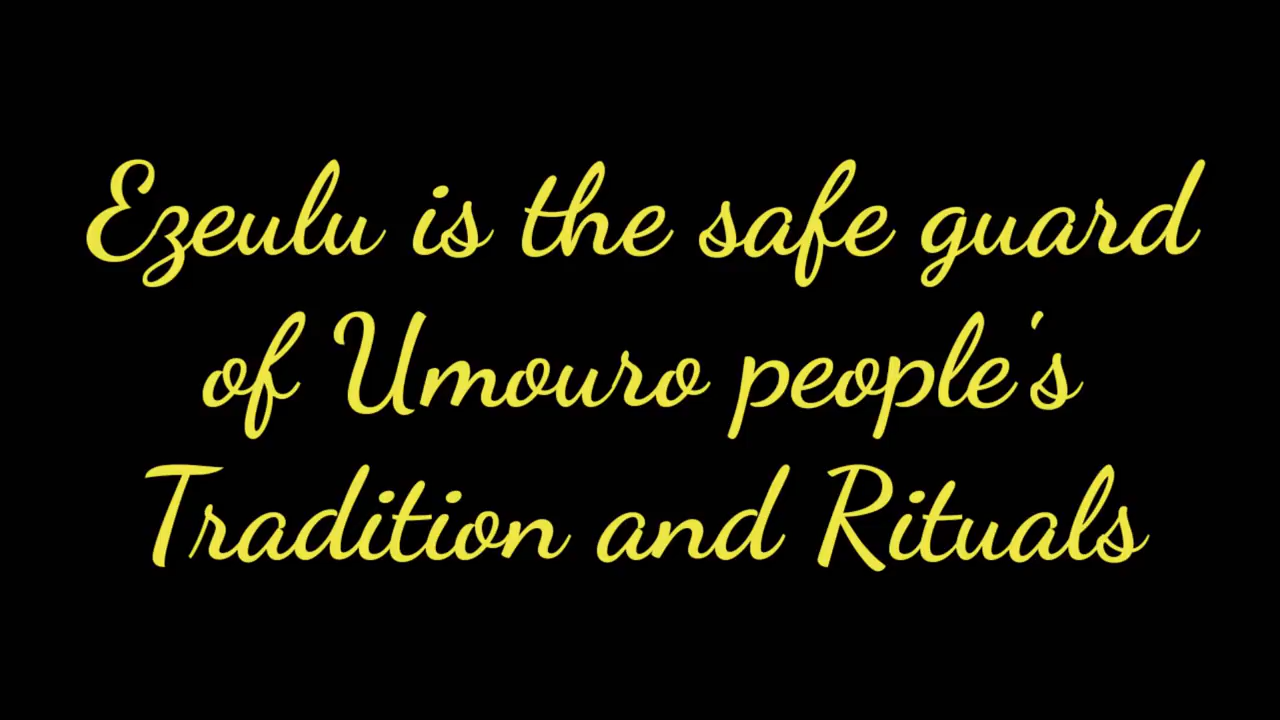 Ezeulu is the safe guard
of Umouro people's
Tradition and Rituals